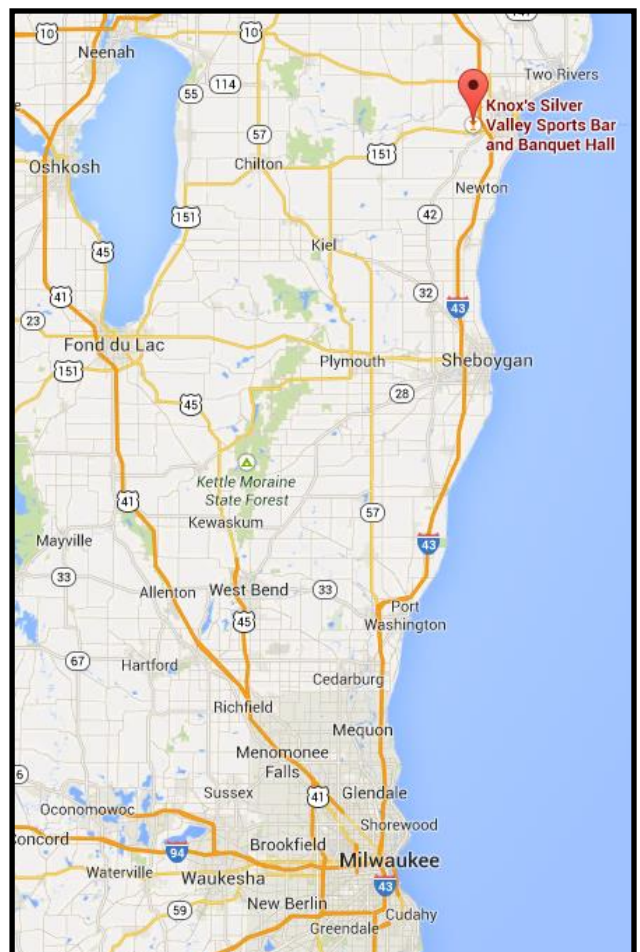 10
10
147
Neenah
Two Rivers
114
55
Knox's Silver
Valley Sports Bar
and Banquet Hall
57
151
Chilton
Oshkosh
Newton
151
42
45
Kiel
41
32
43
23
Fond du Lac
Plymouth
Sheboygan
151
28
45
Kettle Moraine
State Forest
41
57
Kewaskum
Mayville
43
33
Allenton
West Bend
33
45
Port
Washington
67
Hartford
Cedarburg
Richfield
Mequon
Menomonee
Falls
Sussex
41
Glendale
Oconomowoc
Shorewood
oncord
94
Brookfield
Milwaukee
Waterville
Waukesha
43
59
New Berlin
Cudahy
Greendale